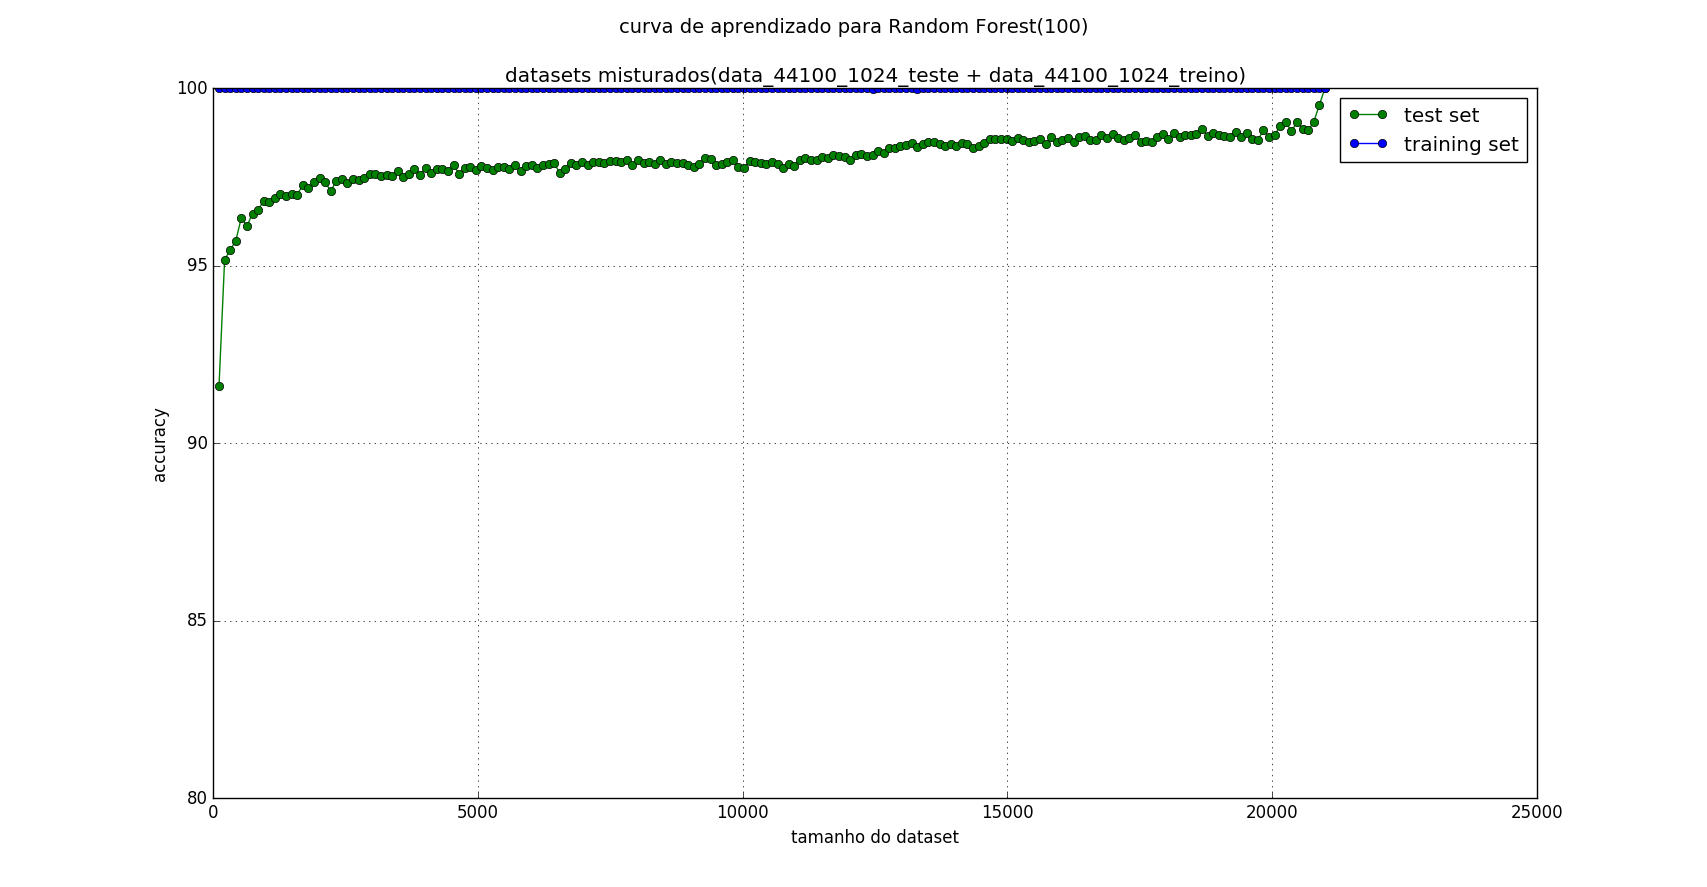 curva de aprendizado para Random Forest(100)
datasets misturados(data_44100_1024_teste + data_44100_1024_treino)
100
95
90
85
80
accuracy
test set
training set
0
5000
10000
15000
20000
25000
tamanho do dataset